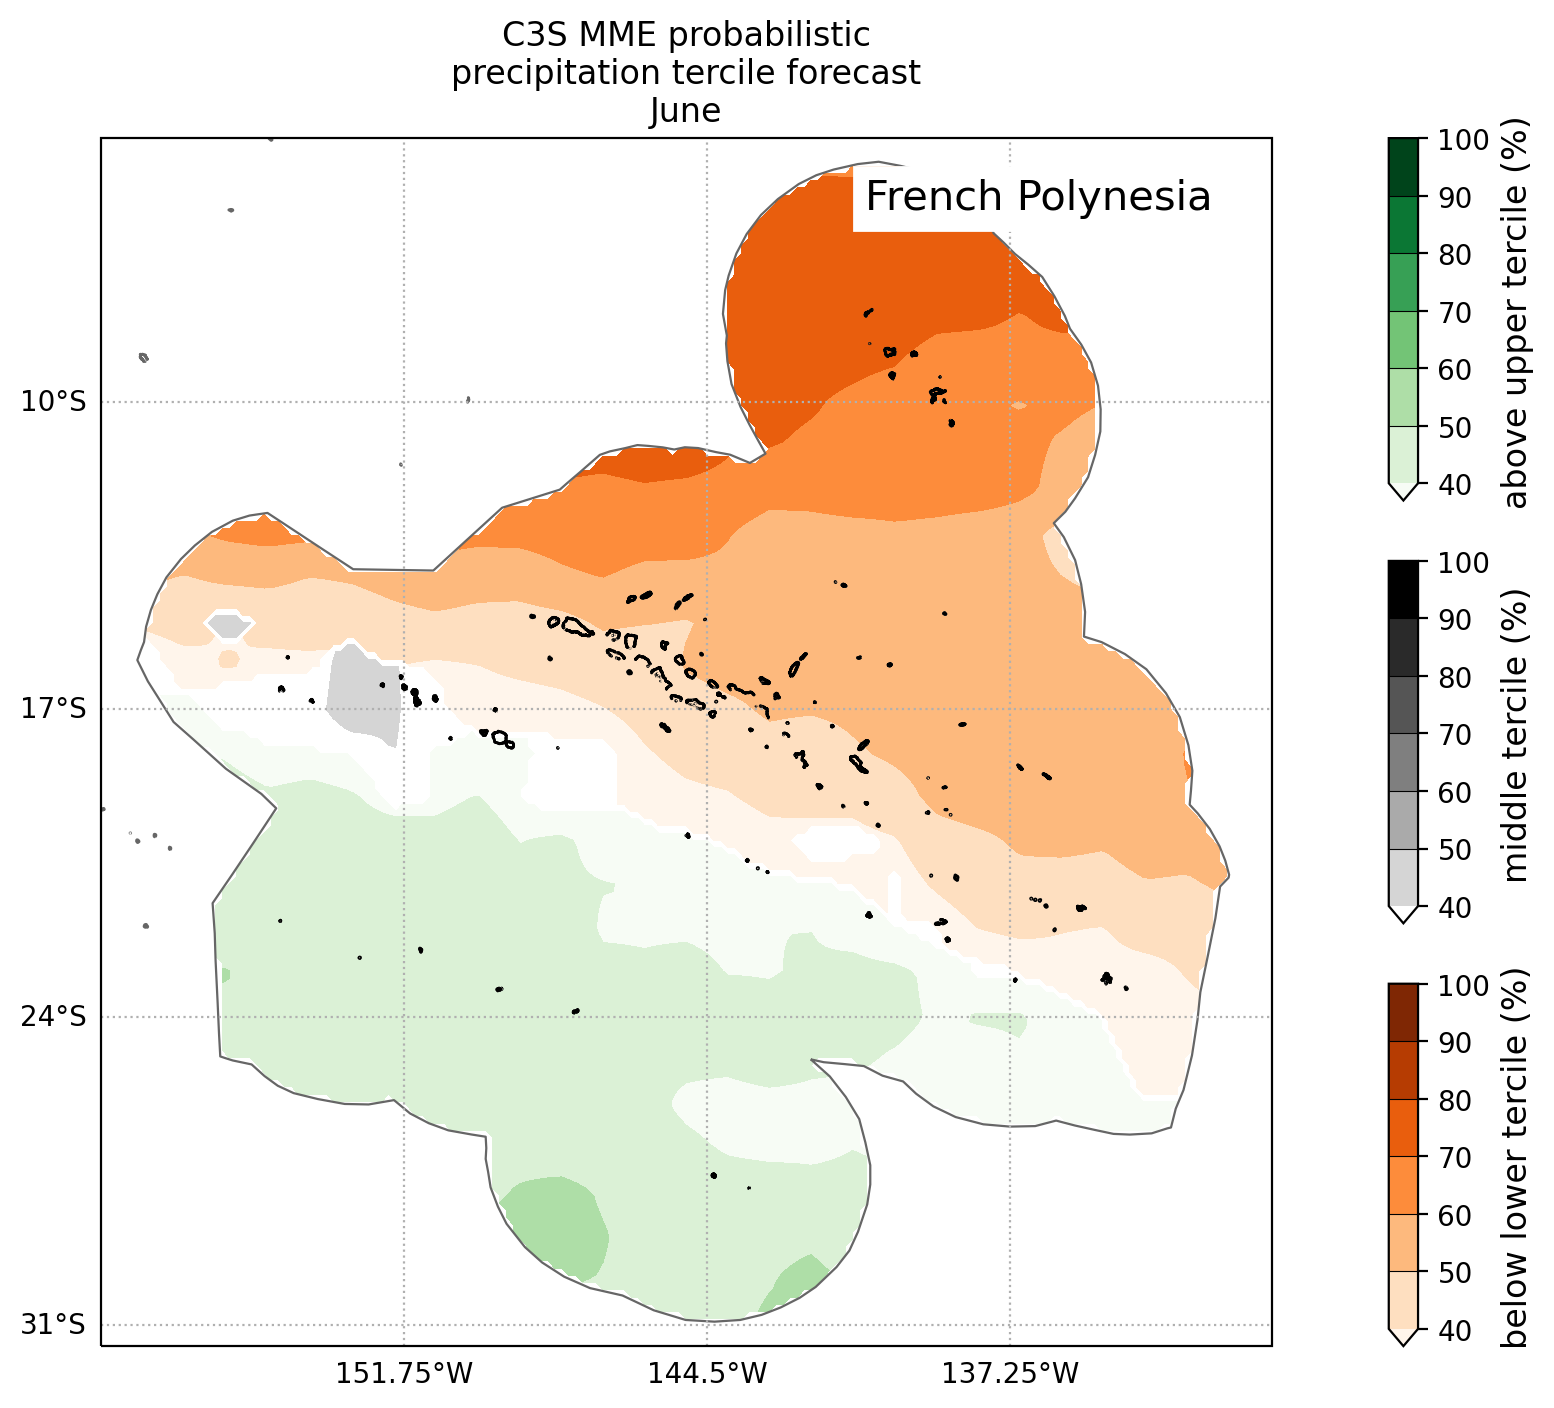 C3S MME probabilistic
precipitation tercile forecast
June
French Polynesia
10°S
17°S
24°S
31°S
151.75°W
144.5°W
137.25°W
100
90
80
70
60
50
40
above upper tercile (%)
100
90
80
70
60
50
40
middle tercile (%)
100
90
80
70
60
50
40
below lower tercile (%)